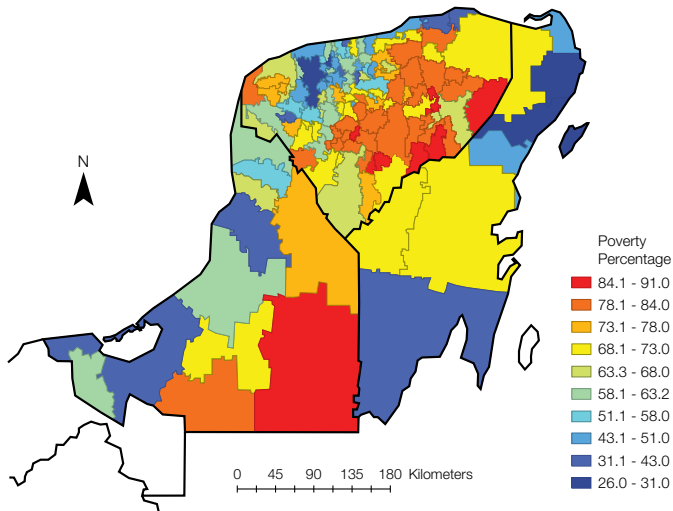 N
Poverty
Percentage
84.1 - 91.0
78.1 - 84.0
73.1 - 78.0
68.1 - 73.0
63.3 - 68.0
58.1 - 63.2
51.1 - 58.0
43.1 - 51.0
31.1 - 43.0
26.0 - 31.0
0 45 90 135 180 Kilometers